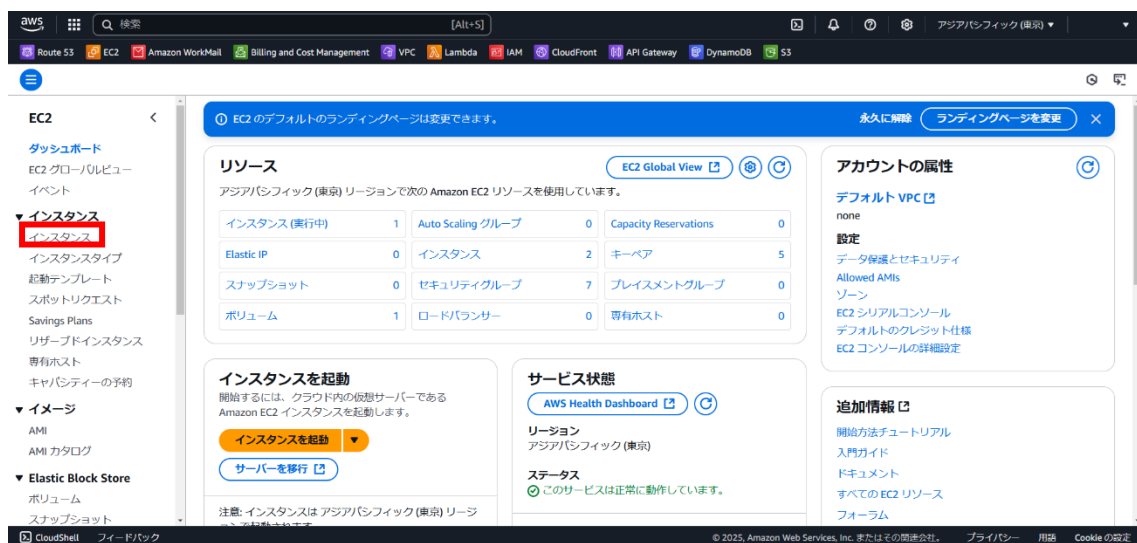 aws
検索
[Alt+S]
アジアパシフィック (東京) ▼
Route 53
EC2
Amazon WorkMail
Billing and Cost Management
VPC
Lambda
IAM
CloudFront
API Gateway
DynamoDB
S3
EC2
ダッシュボード
EC2 グローバルビュー
イベント
▼ インスタンス
インスタンス
インスタンスタイプ
起動テンプレート
スポットリクエスト
Savings Plans
リザーブドインスタンス
専有ホスト
キャパシティーの予約
▼ イメージ
AMI
AMI カタログ
▼ Elastic Block Store
ボリューム
スナップショット
EC2 のデフォルトのランディングページは変更できます。
永久に解除
ランディングページを変更
リソース
EC2 Global View
アジアパシフィック (東京) リージョンで次の Amazon EC2 リソースを使用しています。
インスタンス (実行中) 1
Auto Scaling グループ 0
Capacity Reservations 0
Elastic IP 0
インスタンス 2
キーペア 5
スナップショット 0
セキュリティグループ 7
プレイスメントグループ 0
ボリューム 1
ロードバランサー 0
専有ホスト 0
インスタンスを起動
開始するには、クラウド内の仮想サーバーである
Amazon EC2 インスタンスを起動します。
インスタンスを起動 ▼
サーバーを移行
注意: インスタンスは アジアパシフィック (東京) リージ
ョンで起動されます
サービス状態
AWS Health Dashboard
リージョン
アジアパシフィック (東京)
ステータス
このサービスは正常に動作しています。
アカウントの属性
デフォルト VPC
none
設定
データ保護とセキュリティ
Allowed AMIs
ゾーン
EC2 シリアルコンソール
デフォルトのクレジット仕様
EC2 コンソールの詳細設定
追加情報
開始方法チュートリアル
入門ガイド
ドキュメント
すべての EC2 リソース
フォーラム
CloudShell
フィードバック
© 2025, Amazon Web Services, Inc. またはその関連会社。
プライバシー
用語
Cookie の設定